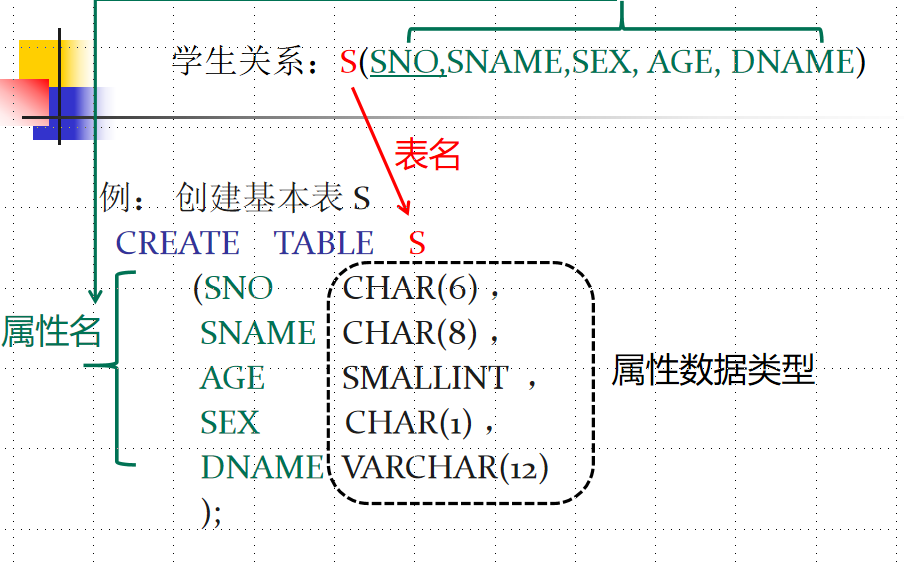 学生关系：S(SNO,SNAME,SEX, AGE, DNAME)
表名
例： 创建基本表 S
CREATE TABLE S
(SNO CHAR(6) ，
SNAME CHAR(8) ，
属性名
AGE SMALLINT ，
属性数据类型
SEX CHAR(1) ，
DNAME VARCHAR(12)
);